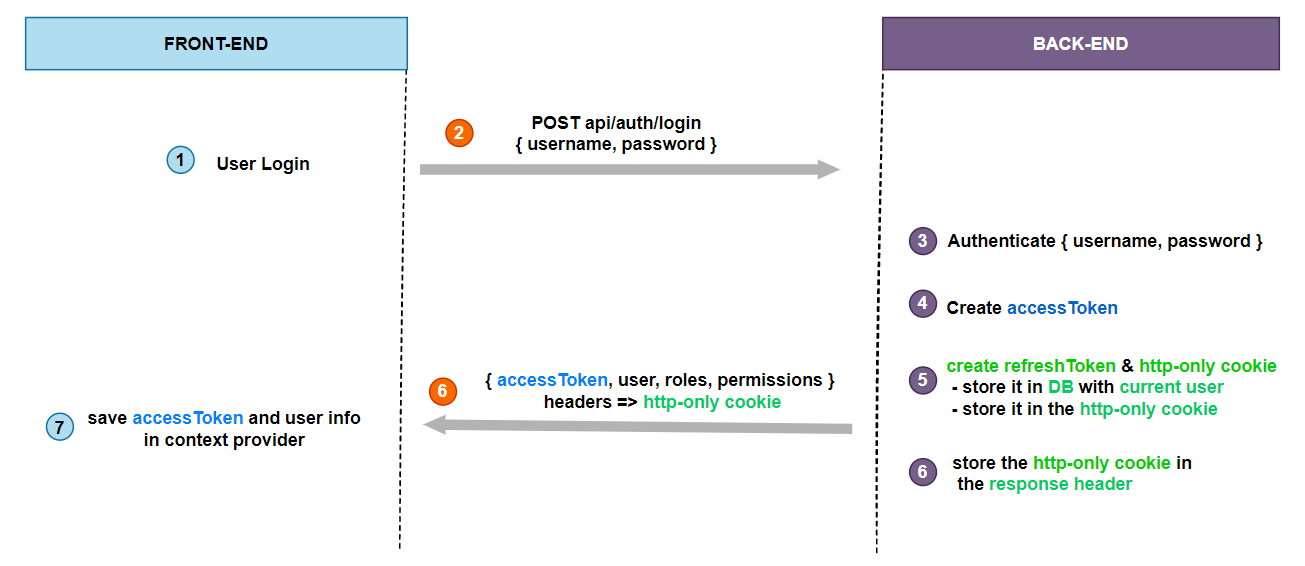 FRONT-END
BACK-END
2
POST api/auth/login
{ username, password }
1
User Login
3
Authenticate { username, password }
4
Create accessToken
5
create refreshToken & http-only cookie
- store it in DB with current user
- store it in the http-only cookie
6
{ accessToken, user, roles, permissions }
headers => http-only cookie
7
save accessToken and user info
in context provider
6
store the http-only cookie in
the response header